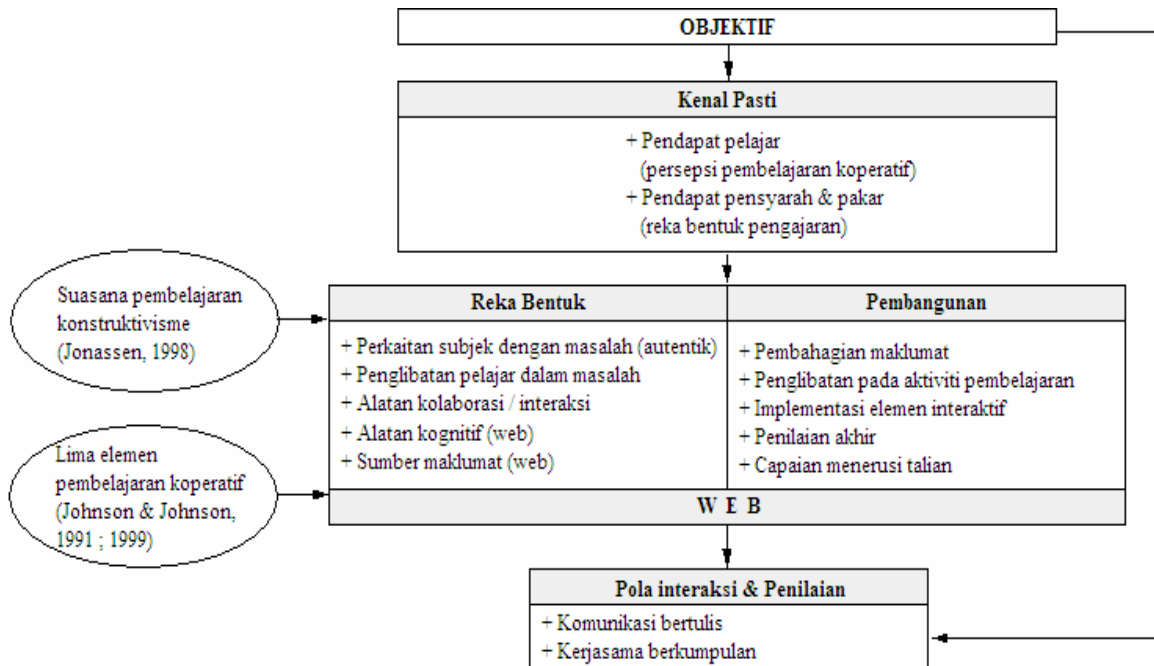 OBJEKTIF
Kenal Pasti
+ Pendapat pelajar
(persepsi pembelajaran koperatif)
+ Pendapat pensyarah & pakar
(reka bentuk pengajaran)
Suasana pembelajaran
konstruktivisme
(Jonassen, 1998)
Lima elemen
pembelajaran koperatif
(Johnson & Johnson,
1991 ; 1999)
Reka Bentuk
+ Perkaitan subjek dengan masalah (autentik)
+ Penglibatan pelajar dalam masalah
+ Alatan kolaborasi / interaksi
+ Alatan kognitif (web)
+ Sumber maklumat (web)
Pembangunan
+ Pembahagian maklumat
+ Penglibatan pada aktiviti pembelajaran
+ Implementasi elemen interaktif
+ Penilaian akhir
+ Capaian menerusi talian
W E B
Pola interaksi & Penilaian
+ Komunikasi bertulis
+ Kerjasama berkumpulan